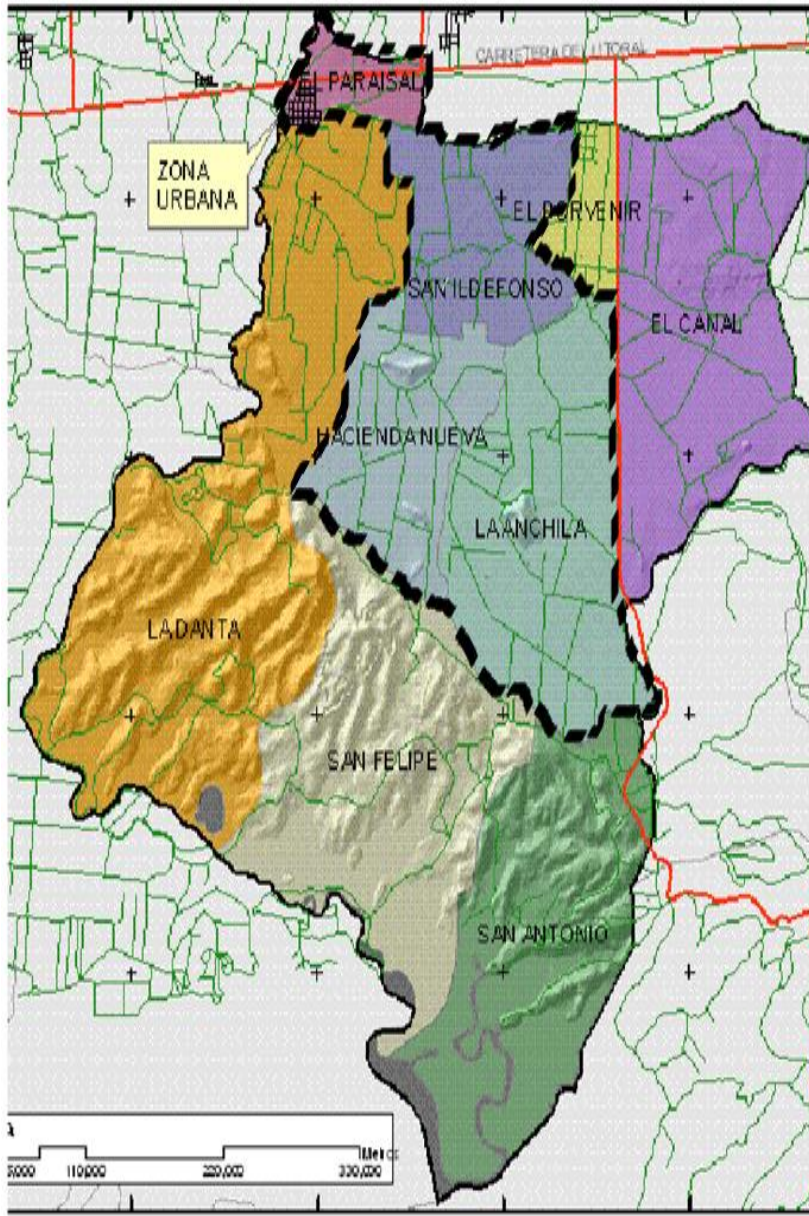 CARRETERA DEL LITORAL
EL PARAISAL
ZONA
URBANA
EL PORVENIR
SAN ILDEFONSO
EL CANAL
HACIENDA NUEVA
LA ANCHILA
LA DANTA
SAN FELIPE
SAN ANTONIO
110,000
220,000
330,000